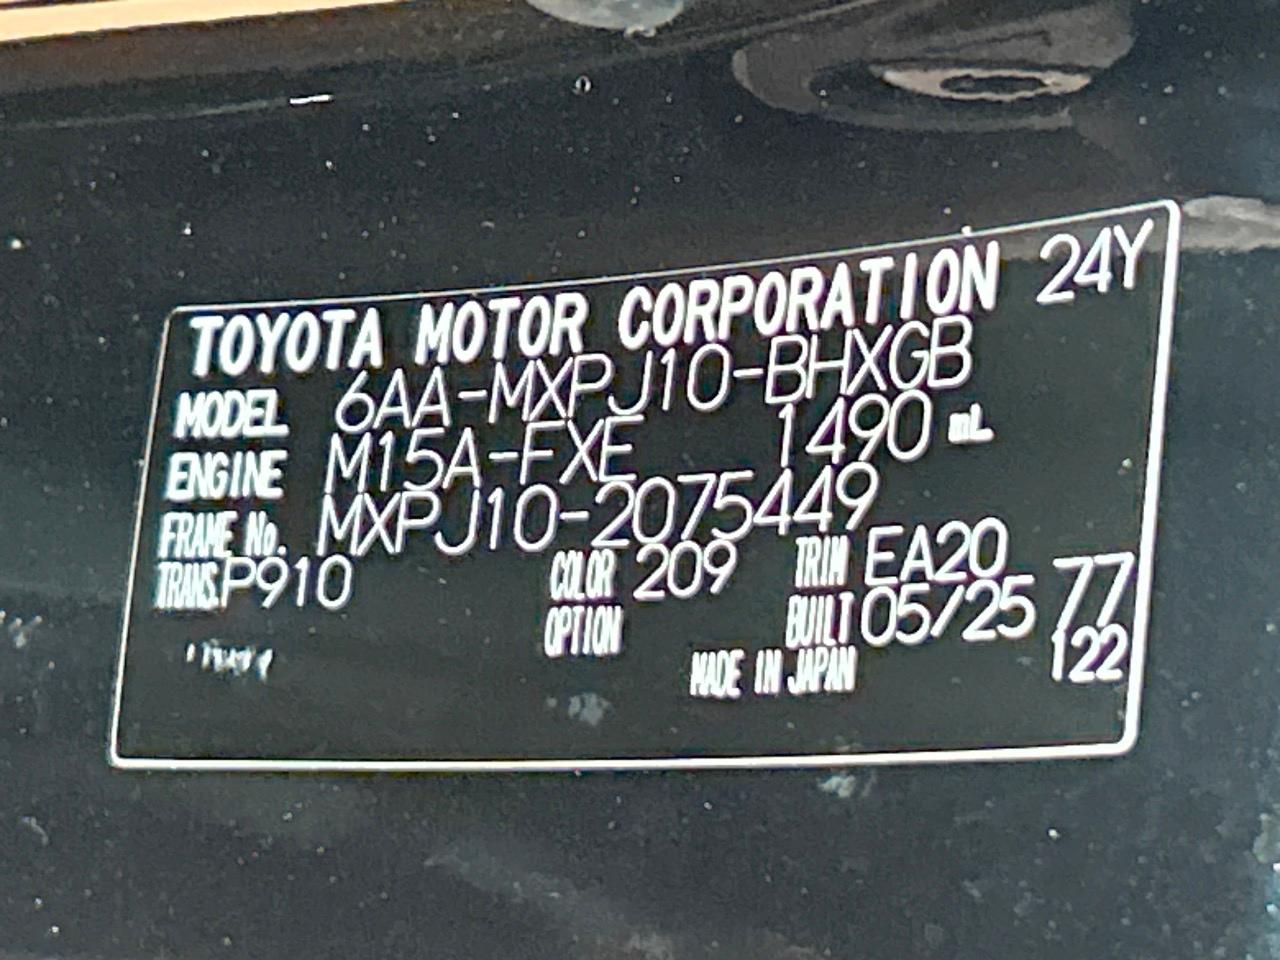 TOYOTA MOTOR CORPORATION 24Y
MODEL 6AA-MXPJ10-BHXGB
ENGINE M15A-FXE 1490 mL
FRAME No. MXPJ10-2075449
TRANS. P910 COLOR 209 TRIM EA20
OPTION BUILT 05/25 77
MADE IN JAPAN 122